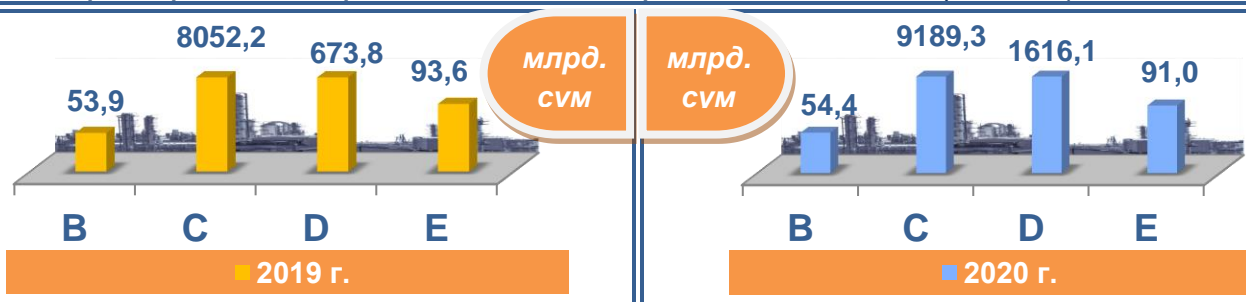 53,9
8052,2
673,8
93,6
B C D E
2019 г.
млрд.
сум
млрд.
сум
54,4
9189,3
1616,1
91,0
B C D E
2020 г.